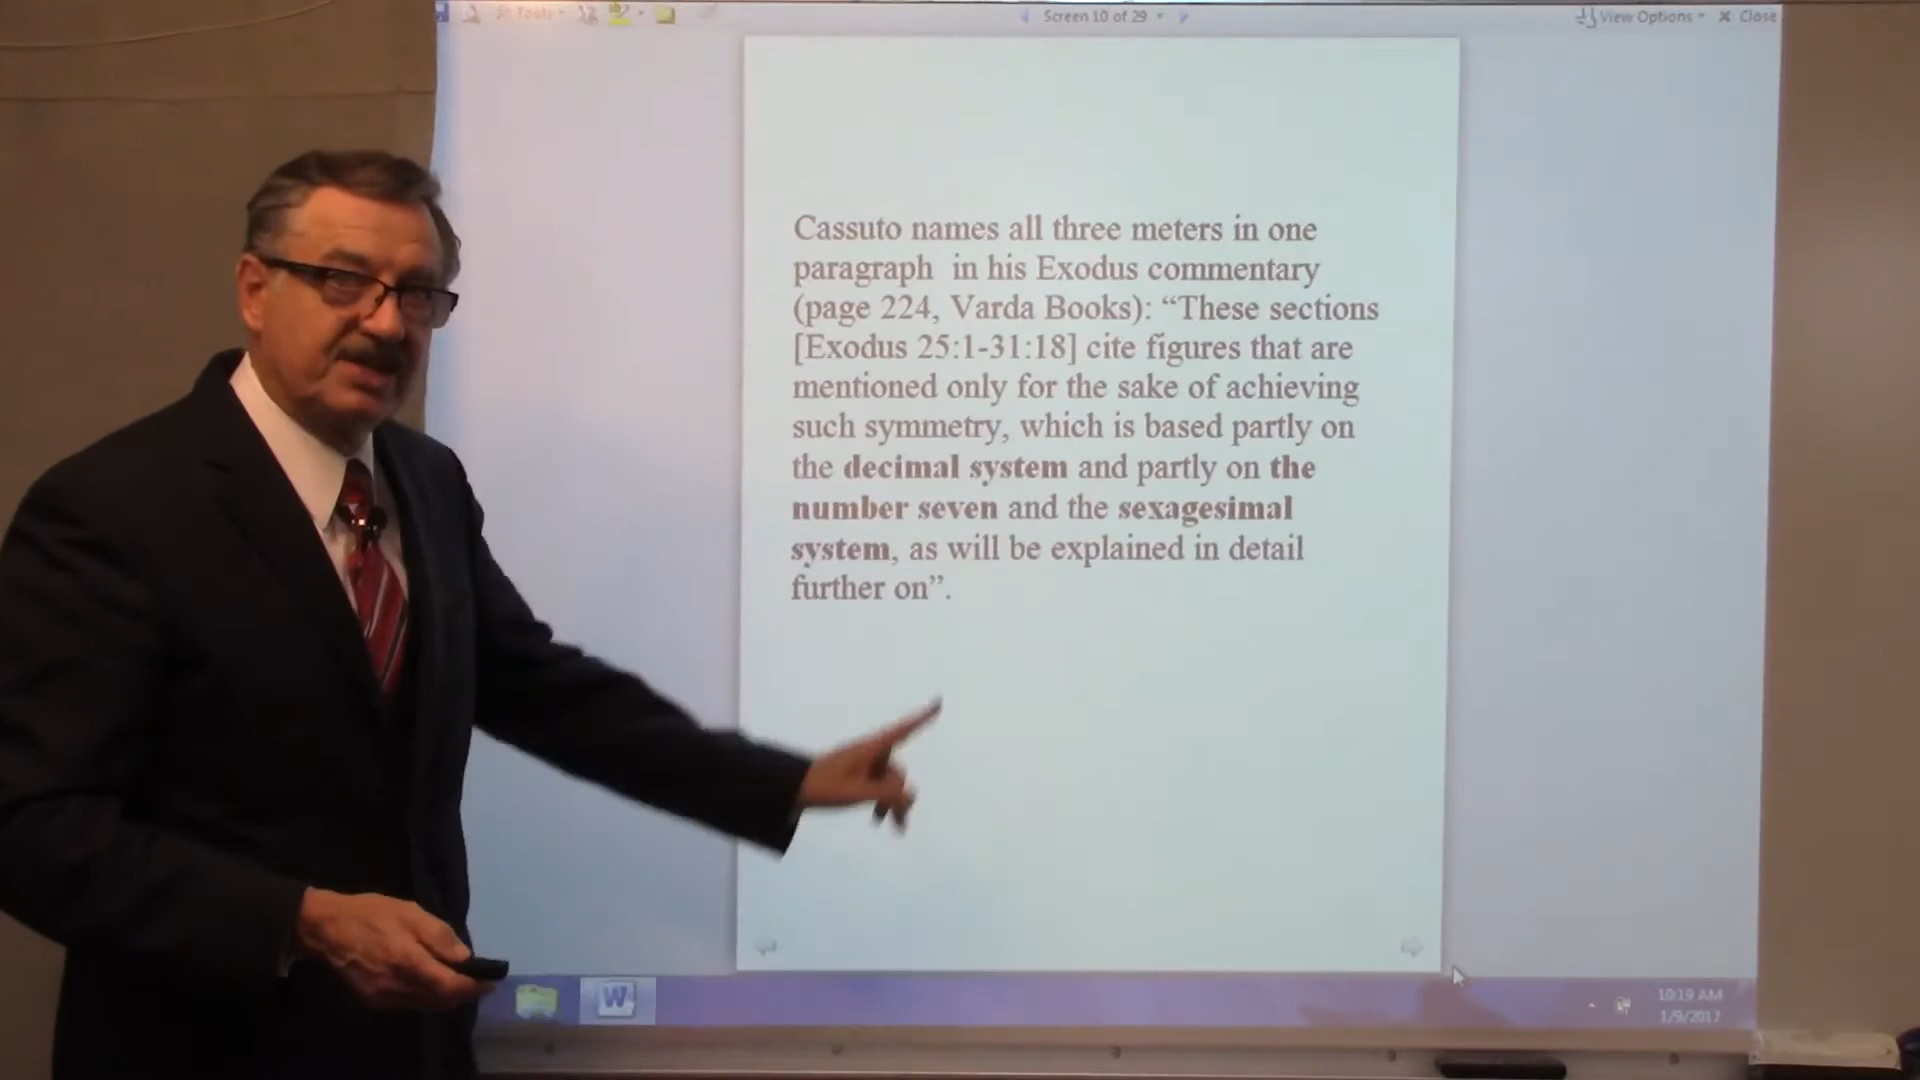 Tools
Screen 10 of 29
View Options
Close
Cassuto names all three meters in one
paragraph in his Exodus commentary
(page 224, Varda Books): “These sections
[Exodus 25:1-31:18] cite figures that are
mentioned only for the sake of achieving
such symmetry, which is based partly on
the decimal system and partly on the
number seven and the sexagesimal
system, as will be explained in detail
further on”.
W
10:19 AM
1/9/2017